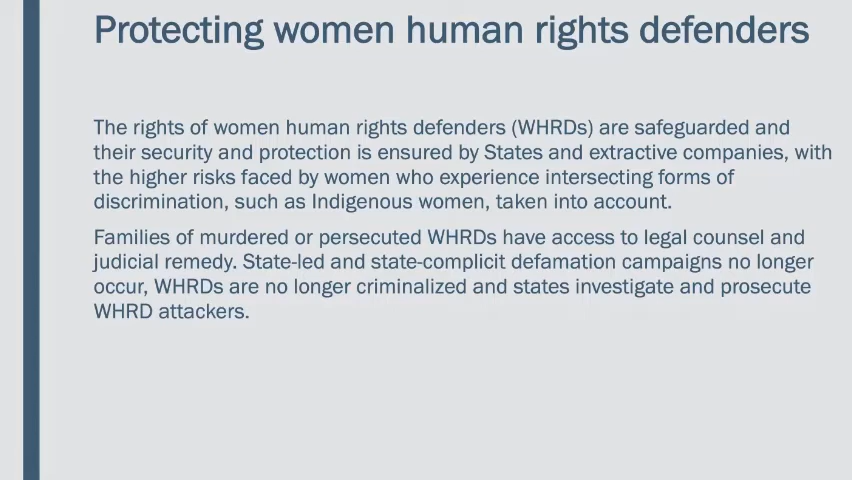 Protecting women human rights defenders
The rights of women human rights defenders (WHRDs) are safeguarded and
their security and protection is ensured by States and extractive companies, with
the higher risks faced by women who experience intersecting forms of
discrimination, such as Indigenous women, taken into account.
Families of murdered or persecuted WHRDs have access to legal counsel and
judicial remedy. State-led and state-complicit defamation campaigns no longer
occur, WHRDs are no longer criminalized and states investigate and prosecute
WHRD attackers.